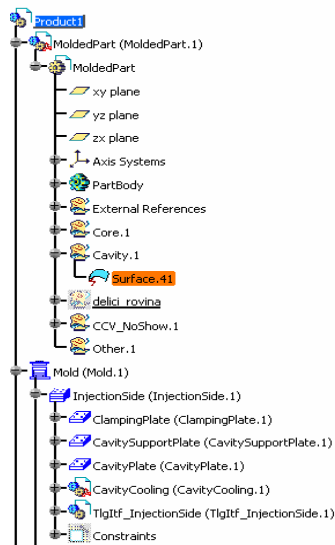 Product1
MoldedPart (MoldedPart.1)
MoldedPart
xy plane
yz plane
zx plane
Axis Systems
PartBody
External References
Core.1
Cavity.1
Surface.41
delici_rovina
CCV_NoShow.1
Other.1
Mold (Mold.1)
InjectionSide (InjectionSide.1)
ClampingPlate (ClampingPlate.1)
CavitySupportPlate (CavitySupportPlate.1)
CavityPlate (CavityPlate.1)
CavityCooling (CavityCooling.1)
TlgItf_InjectionSide (TlgItf_InjectionSide.1)
Constraints